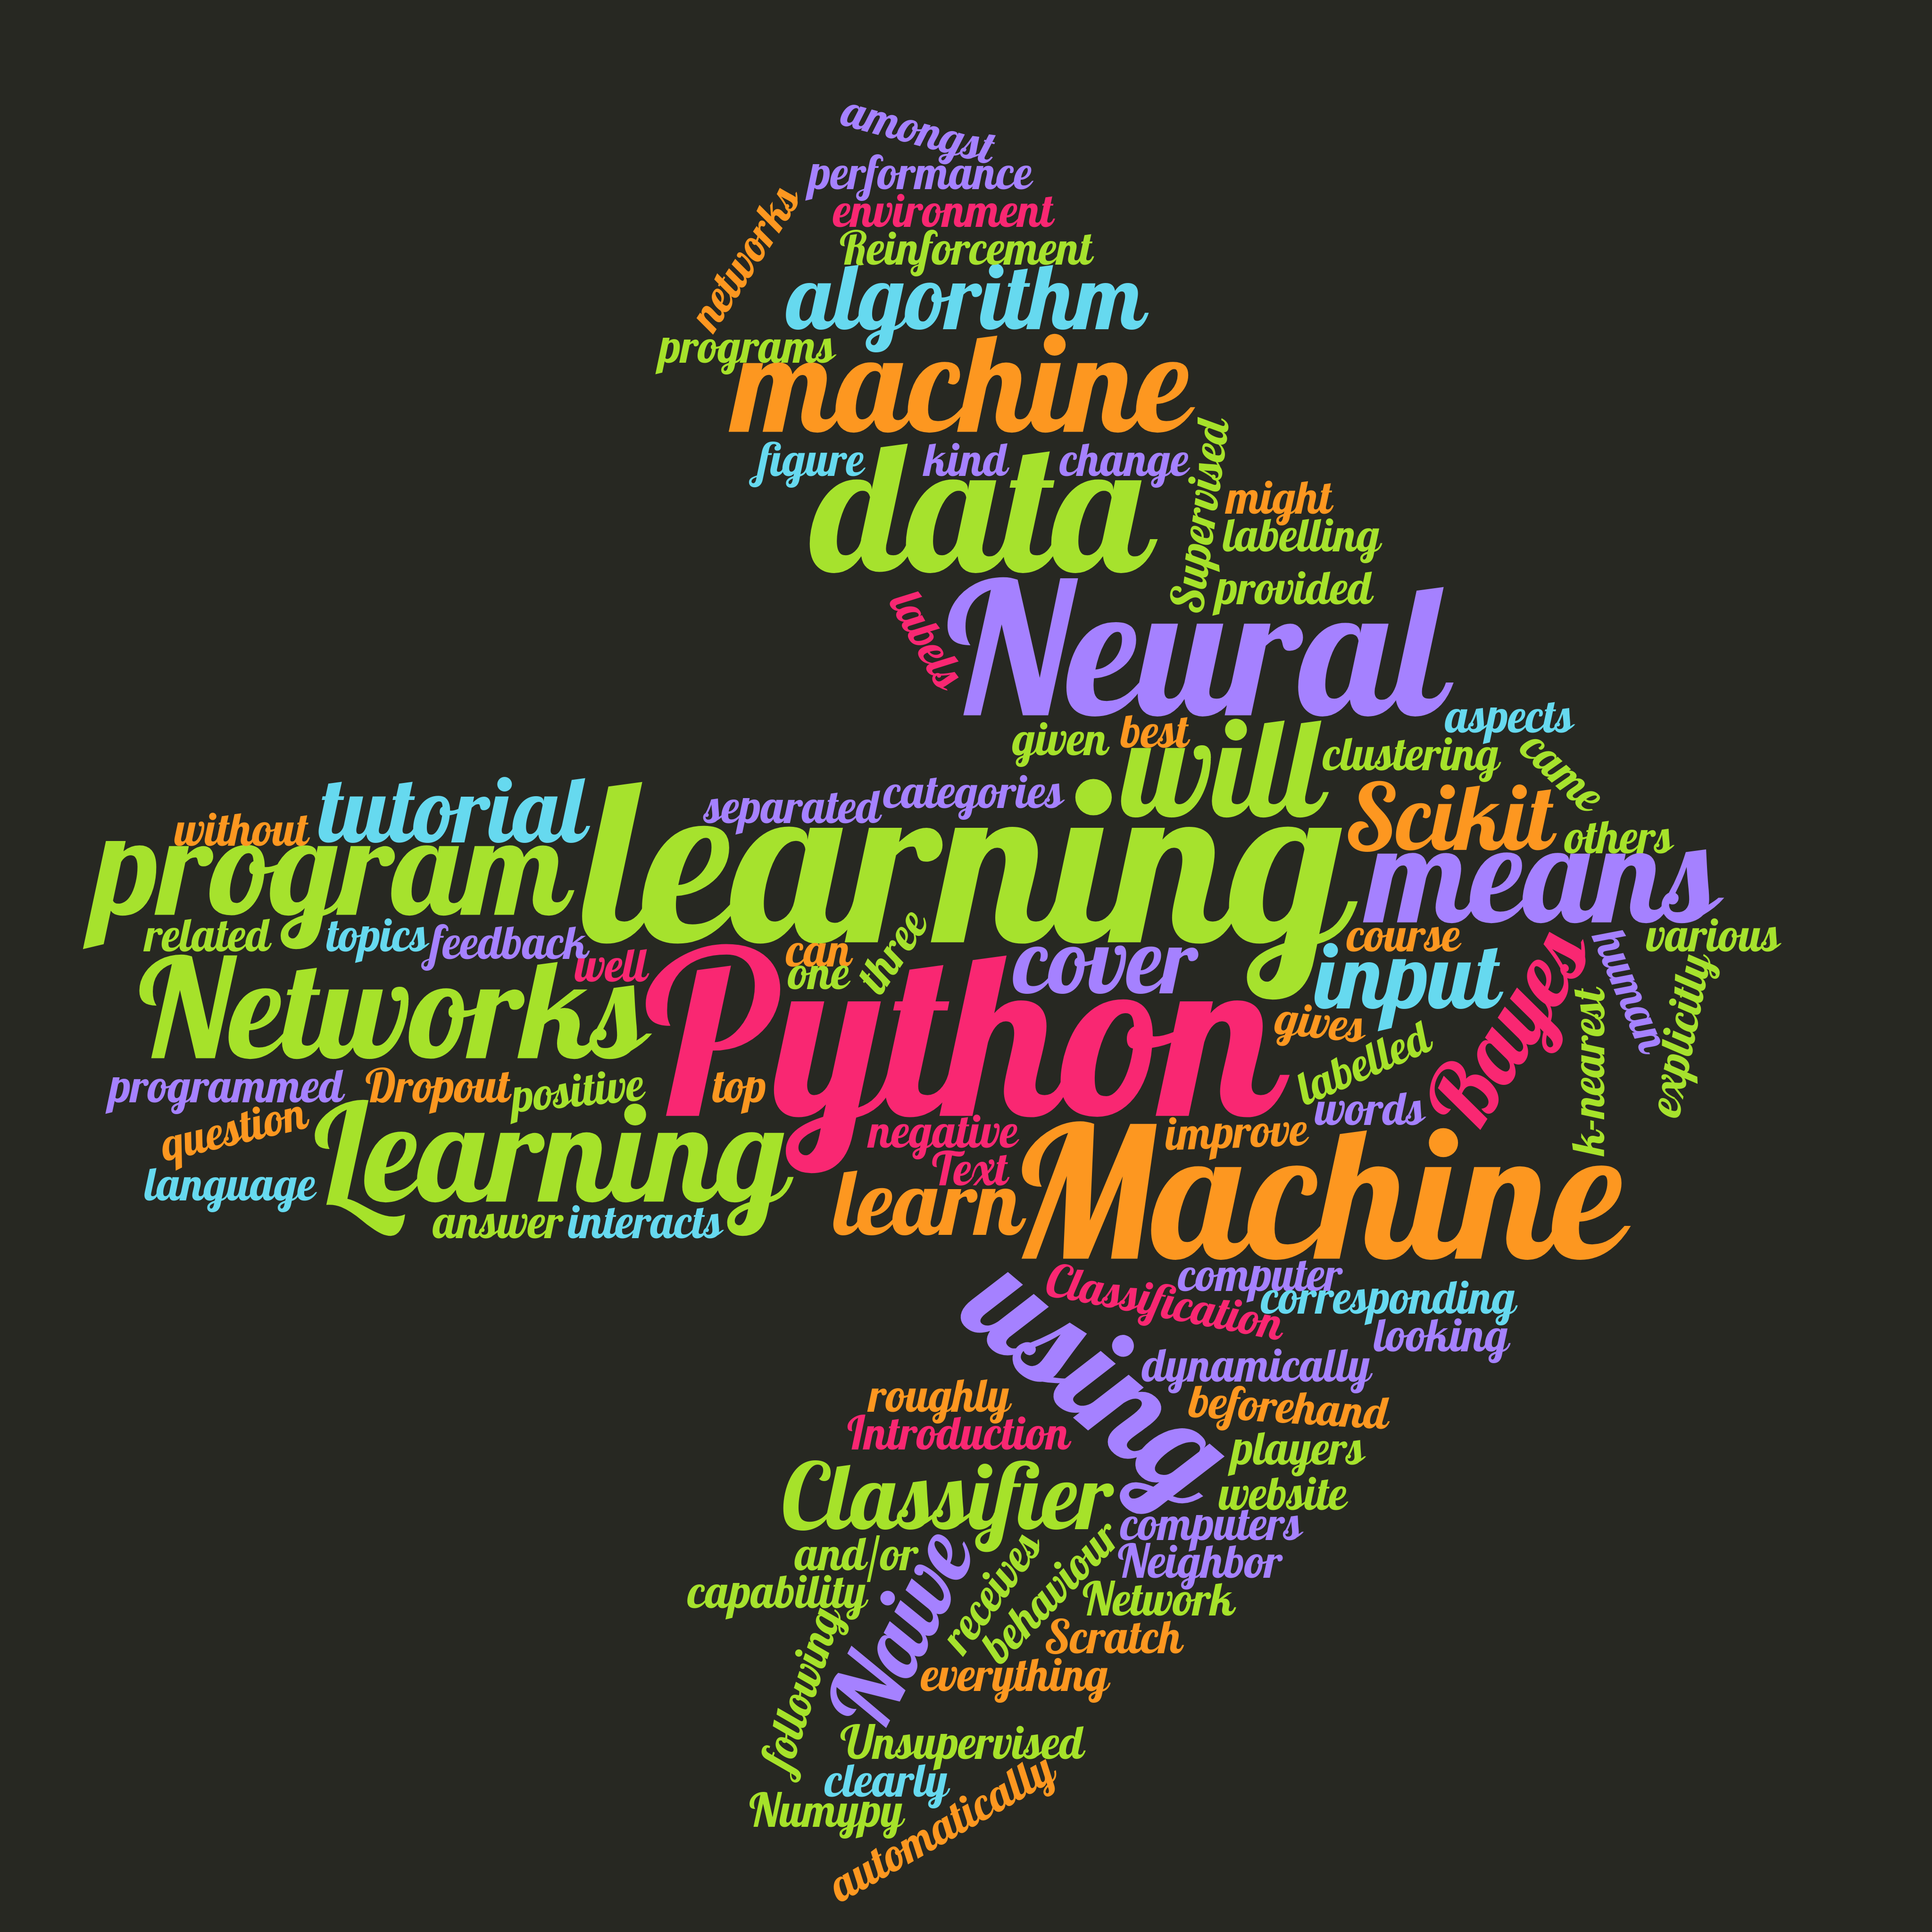 amongst
performance
networks
environment
Reinforcement
algorithm
programs
machine
figure kind change
Supervised
data
might
labelling
provided
labels
Neural
aspects
given best
will
clustering
came
tutorial
separated categories
.
Scikit
without
others
program
learning
means
related topics feedback
well
can
one
three
cover
course
input
human
various
Networks
Python
gives
Bayes
k-nearest
explicitly
programmed
Dropout
positive
top
labelled
words
question
Learning
negative
Text
improve
language
learn
Machine
answer interacts
using
Classification
computer
corresponding
looking
dynamically
roughly
beforehand
Introduction
players
Classifier
website
computers
and/or
Neighbor
capability
Naive
receives
behaviour
Network
Scratch
following
everything
Unsupervised
clearly
Numypy
automatically